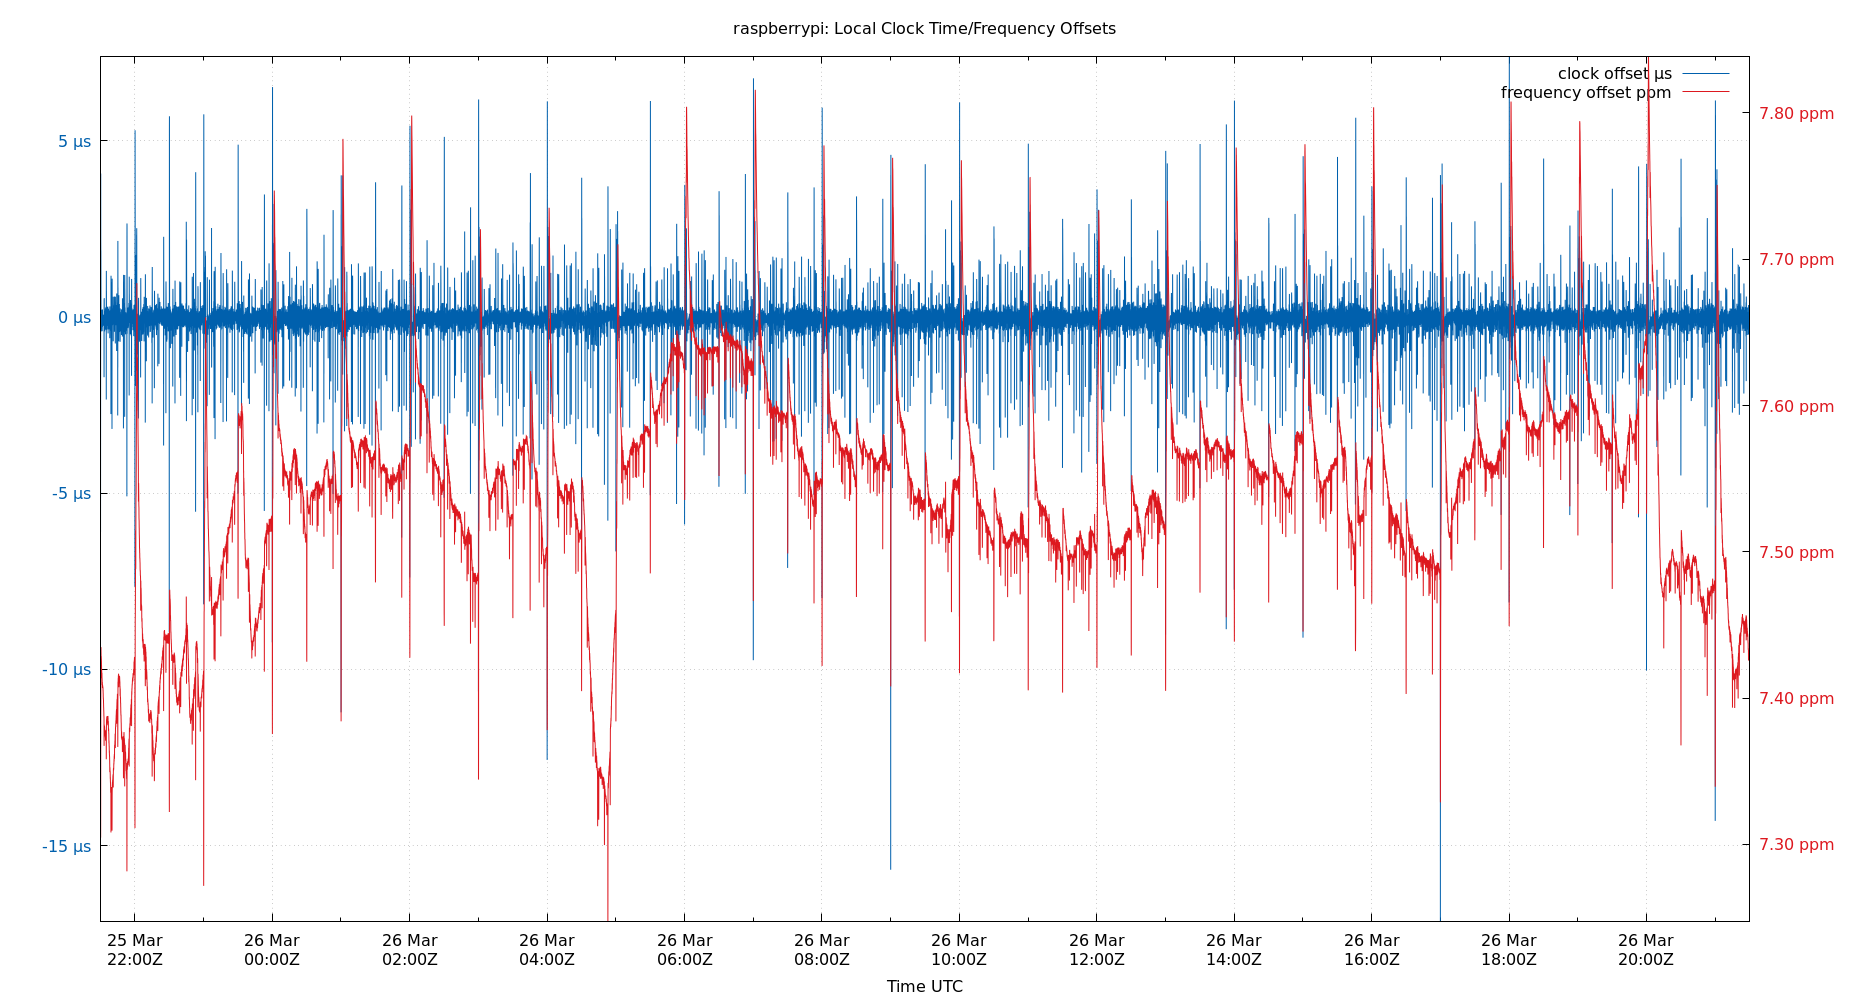 raspberrypi: Local Clock Time/Frequency Offsets
clock offset µs
frequency offset ppm
5 µs
0 µs
-5 µs
-10 µs
-15 µs
7.80 ppm
7.70 ppm
7.60 ppm
7.50 ppm
7.40 ppm
7.30 ppm
25 Mar 26 Mar 26 Mar 26 Mar 26 Mar 26 Mar 26 Mar 26 Mar 26 Mar 26 Mar 26 Mar 26 Mar
22:00Z 00:00Z 02:00Z 04:00Z 06:00Z 08:00Z 10:00Z 12:00Z 14:00Z 16:00Z 18:00Z 20:00Z
Time UTC